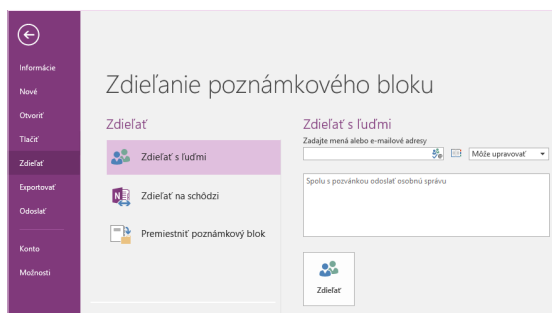 Informácie
Nové
Otvoriť
Tlačiť
Zdieľať
Exportovať
Odoslať
Konto
Možnosti
Zdieľanie poznámkového bloku
Zdieľať
Zdieľať s ľuďmi
Zdieľať na schôdzi
Premiestniť poznámkový blok
Zdieľať s ľuďmi
Zadajte mená alebo e-mailové adresy
Môže upravovať
Spolu s pozvánkou odoslať osobnú správu
Zdieľať